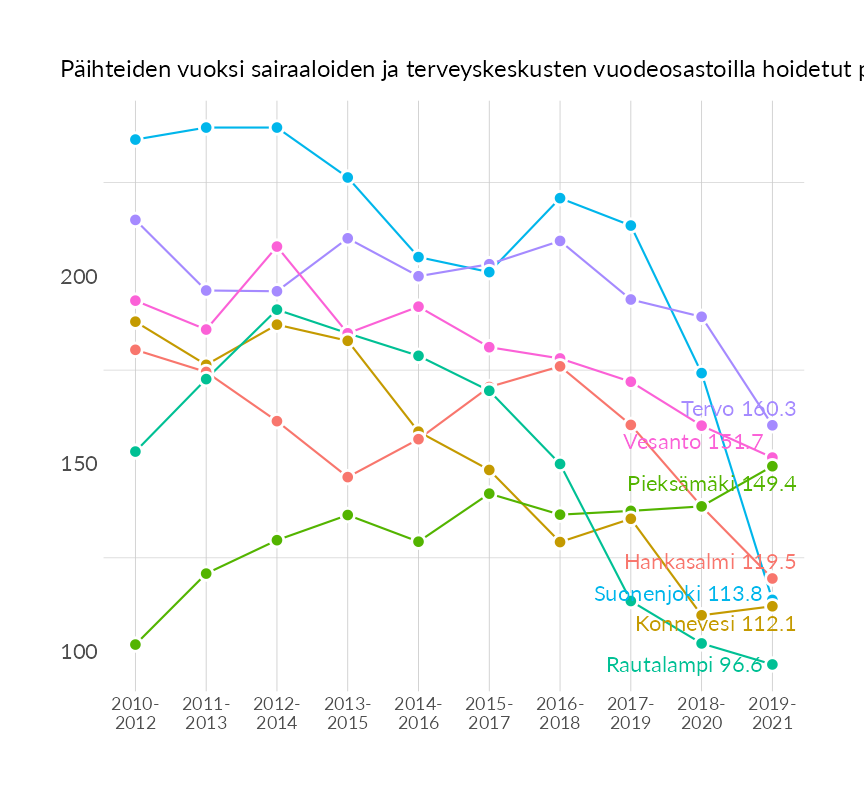 Päihteiden vuoksi sairaaloiden ja terveyskeskusten vuodeosastoilla hoidetut
200
150
100
Tervo 160.3
Vesanto 151.7
Pieksämäki 149.4
Hankasalmi 119.5
Suonenjoki 113.8
Konnevesi 112.1
Rautalampi 96.6
2010- 2011- 2012- 2013- 2014- 2015- 2016- 2017- 2018- 2019-
2012 2013 2014 2015 2016 2017 2018 2019 2020 2021